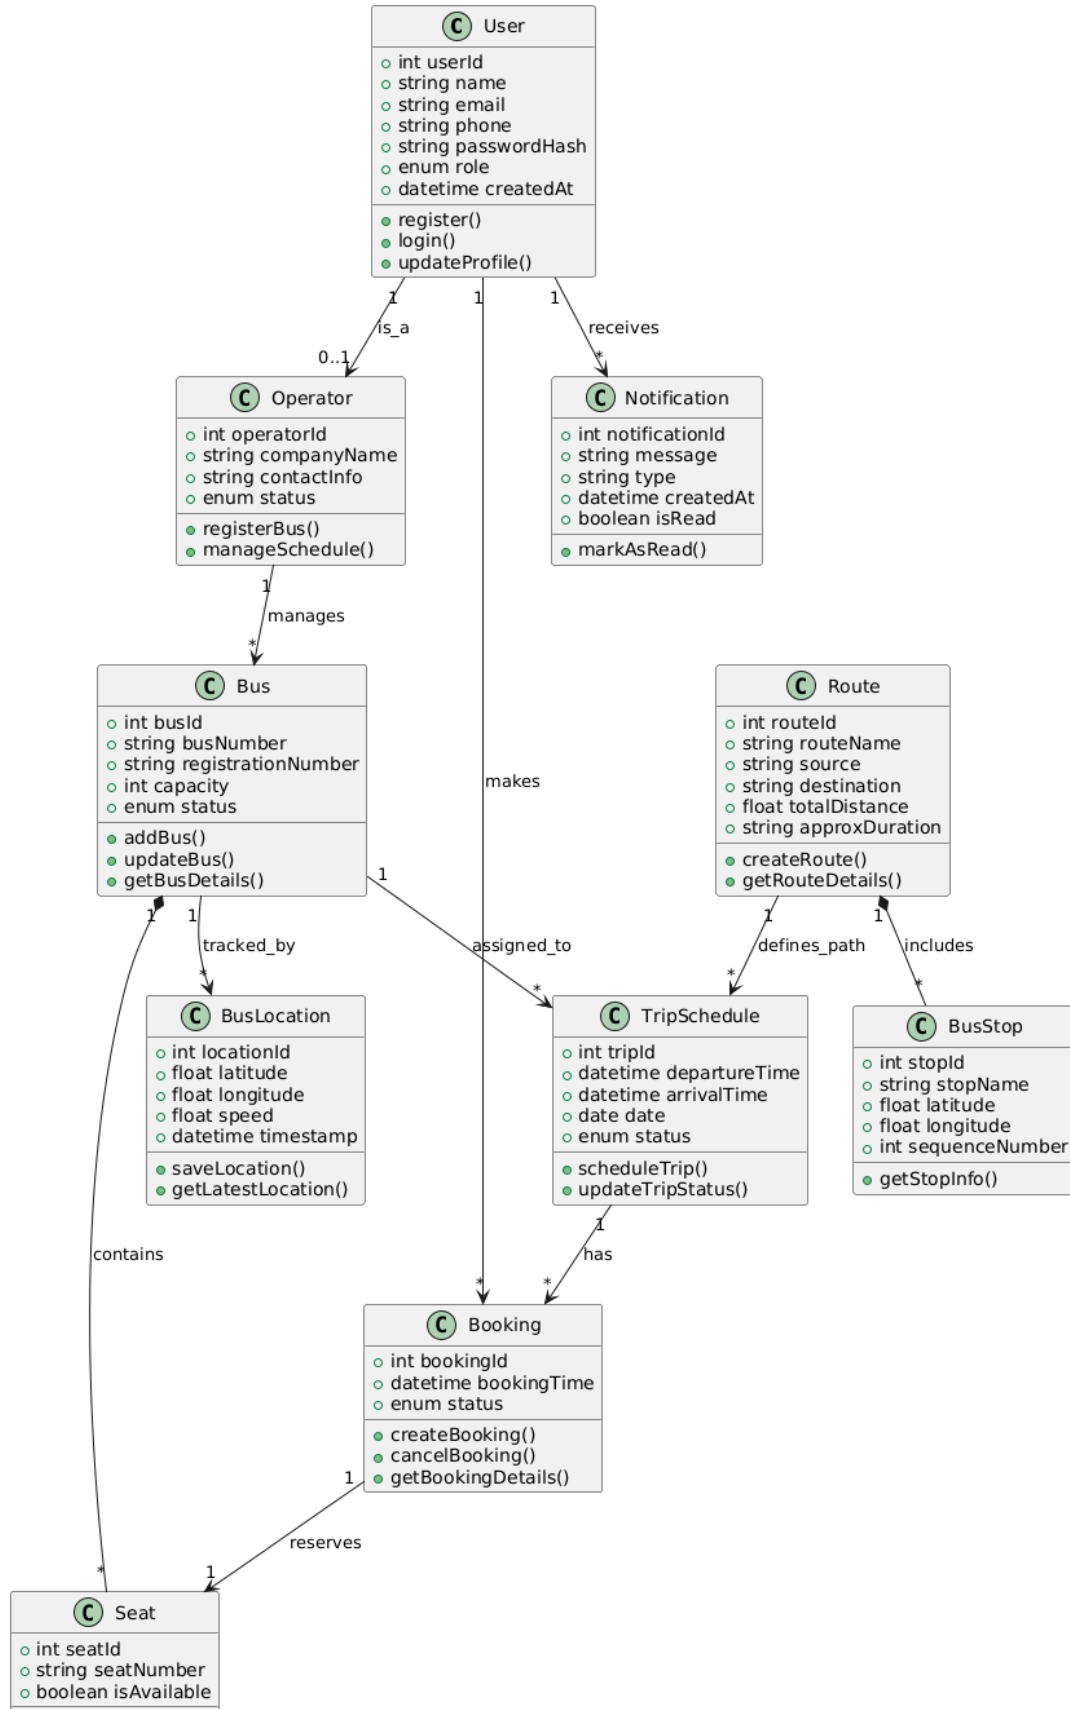 C User
int userId
string name
string email
string phone
string passwordHash
enum role
datetime createdAt
register()
login()
updateProfile()
1
1
1
is_a
receives
0..1
*
C Operator
int operatorId
string companyName
string contactInfo
enum status
registerBus()
manageSchedule()
C Notification
int notificationId
string message
string type
datetime createdAt
boolean isRead
markAsRead()
1
manages
*
C Bus
int busId
string busNumber
string registrationNumber
int capacity
enum status
addBus()
updateBus()
getBusDetails()
makes
C Route
int routeId
string routeName
string source
string destination
float totalDistance
string approxDuration
createRoute()
getRouteDetails()
1
1
1
1
1
tracked_by
assigned_to
defines_path
includes
*
*
*
*
C BusLocation
int locationId
float latitude
float longitude
float speed
datetime timestamp
saveLocation()
getLatestLocation()
C TripSchedule
int tripId
datetime departureTime
datetime arrivalTime
date date
enum status
scheduleTrip()
updateTripStatus()
C BusStop
int stopId
string stopName
float latitude
float longitude
int sequenceNumber
getStopInfo()
1
contains
has
*
*
C Booking
int bookingId
datetime bookingTime
enum status
createBooking()
cancelBooking()
getBookingDetails()
1
reserves
*
1
C Seat
int seatId
string seatNumber
boolean isAvailable